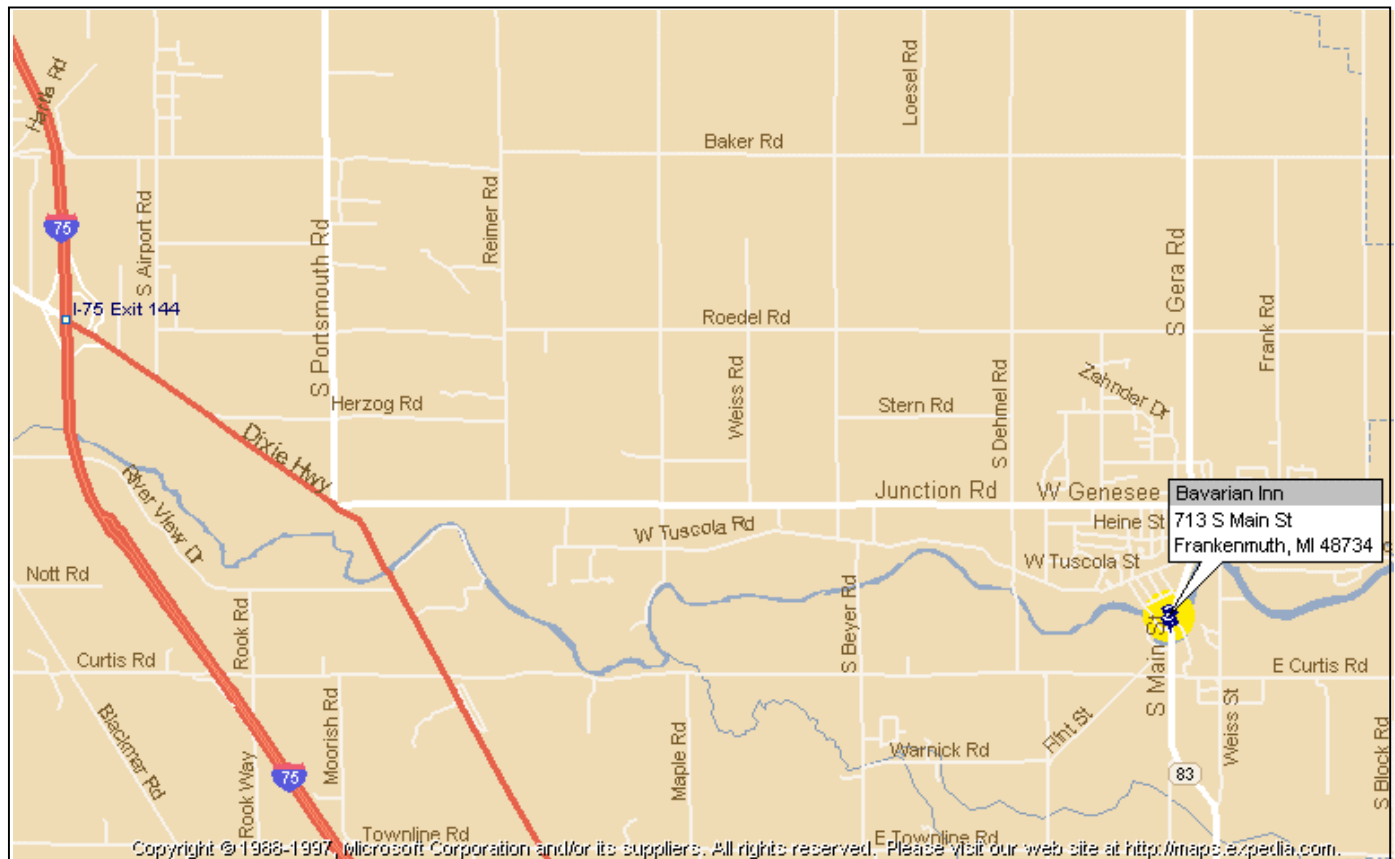 Harris Rd
Loesel Rd
Baker Rd
75
S Airport Rd
S Portsmouth Rd
Reimer Rd
S Gera Rd
I-75 Exit 144
Roedel Rd
Frank Rd
Weiss Rd
S Dehmel Rd
Zehnder Dr
Herzog Rd
Stern Rd
Dixie Hwy
River View Dr
Junction Rd
W Genesee
Bavarian Inn
713 S Main St
Frankenmuth, MI 48734
W Tuscola Rd
Heine St
W Tuscola St
Nott Rd
Rook Rd
S Beyer Rd
S Main St
Curtis Rd
E Curtis Rd
Blackmer Rd
Moorish Rd
Maple Rd
Flint St
Weiss St
Warnick Rd
S Block Rd
75
83
Rook Way
Townline Rd
E Townline Rd
Copyright © 1988-1997, Microsoft Corporation and/or its suppliers. All rights reserved. Please visit our web site at http://maps.expedia.com.